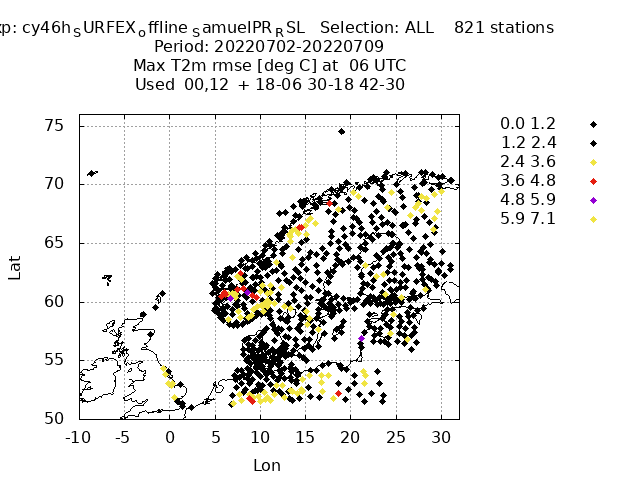 xp: cy46h_SURFEX_offline_SamuelPR_RSL Selection: ALL 821 stations
Period: 20220702-20220709
Max T2m rmse [deg C] at 06 UTC
Used 00,12 + 18-06 30-18 42-30
0.0 1.2
1.2 2.4
2.4 3.6
3.6 4.8
4.8 5.9
5.9 7.1
75
70
65
60
55
50
Lat
-10 -5 0 5 10 15 20 25 30
Lon